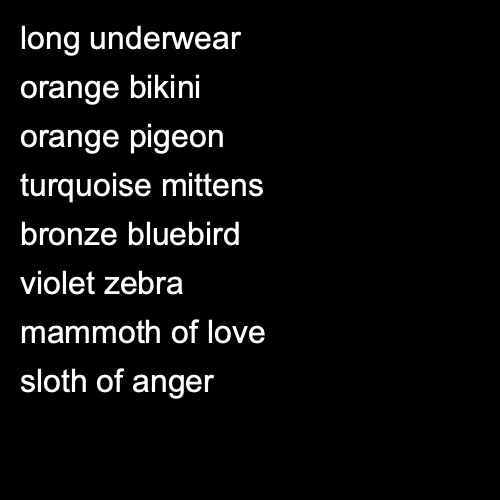 long underwear
orange bikini
orange pigeon
turquoise mittens
bronze bluebird
violet zebra
mammoth of love
sloth of anger